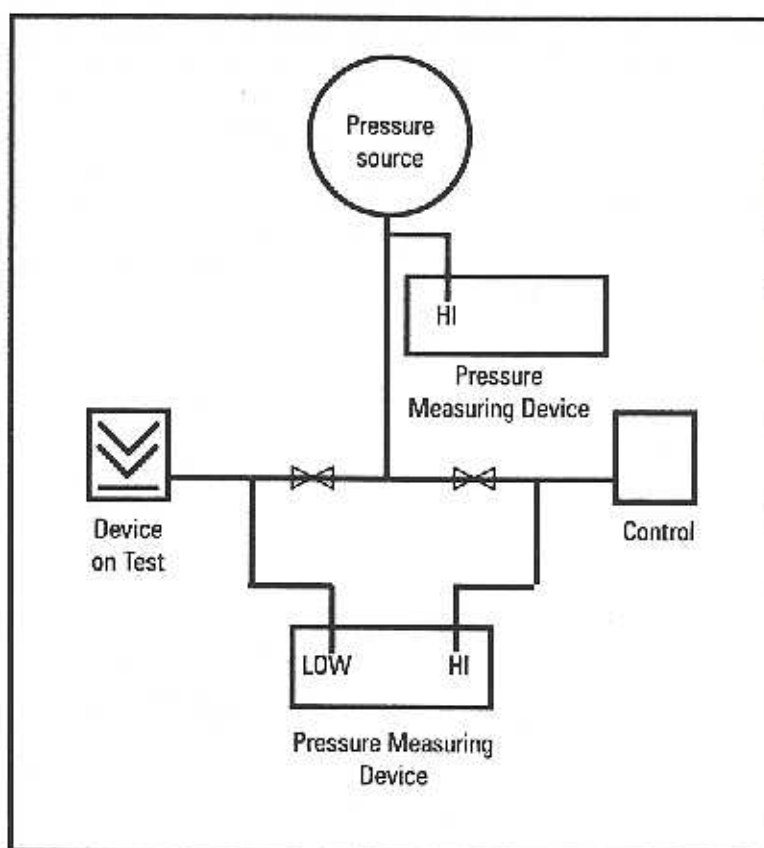 Pressure
source
HI
Pressure
Measuring Device
Device
on Test
Control
LOW HI
Pressure Measuring
Device